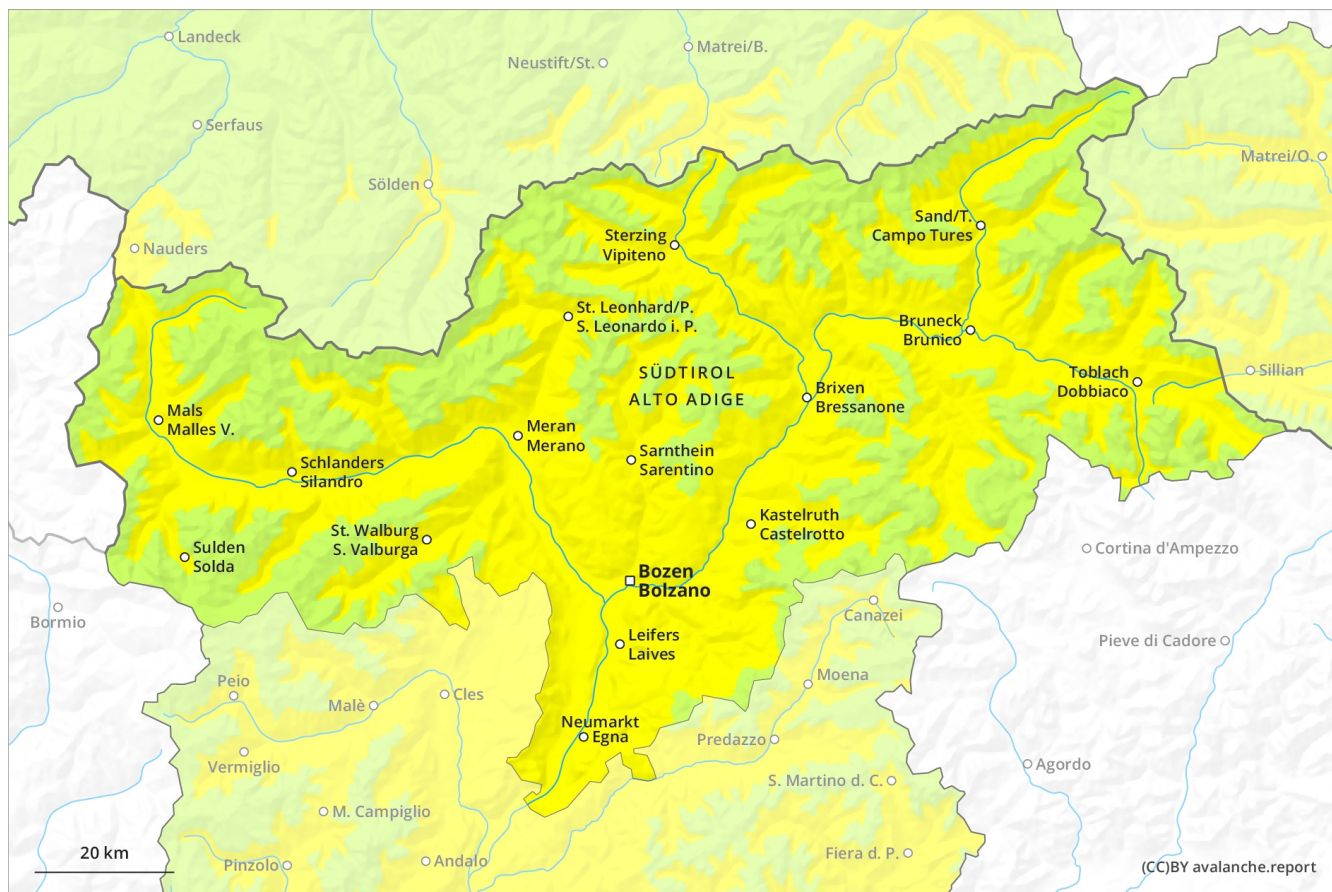 Landeck
Matrei/B.
Neustift/St.
Serfaus
Matrei/O.
Sölden
Sand/T.
Campo Tures
Nauders
Sterzing
Vipiteno
St. Leonhard/P.
S. Leonardo i. P.
Bruneck
Brunico
SÜDTIROL
ALTO ADIGE
Toblach
Dobbiaco
Sillian
Brixen
Bressanone
Mals
Malles V.
Meran
Merano
Schlanders
Silandro
Sarnthein
Sarentino
Kastelruth
Castelrotto
St. Walburg
S. Valburga
Sulden
Solda
Cortina d'Ampezzo
Bozen
Bolzano
Bormio
Canazei
Leifers
Laives
Pieve di Cadore
Peio
Moena
Malè
Cles
Neumarkt
Egna
Predazzo
Vermiglio
Agordo
S. Martino d. C.
M. Campiglio
20 km
Pinzolo
Andalo
Fiera d. P.
(CC)BY avalanche.report